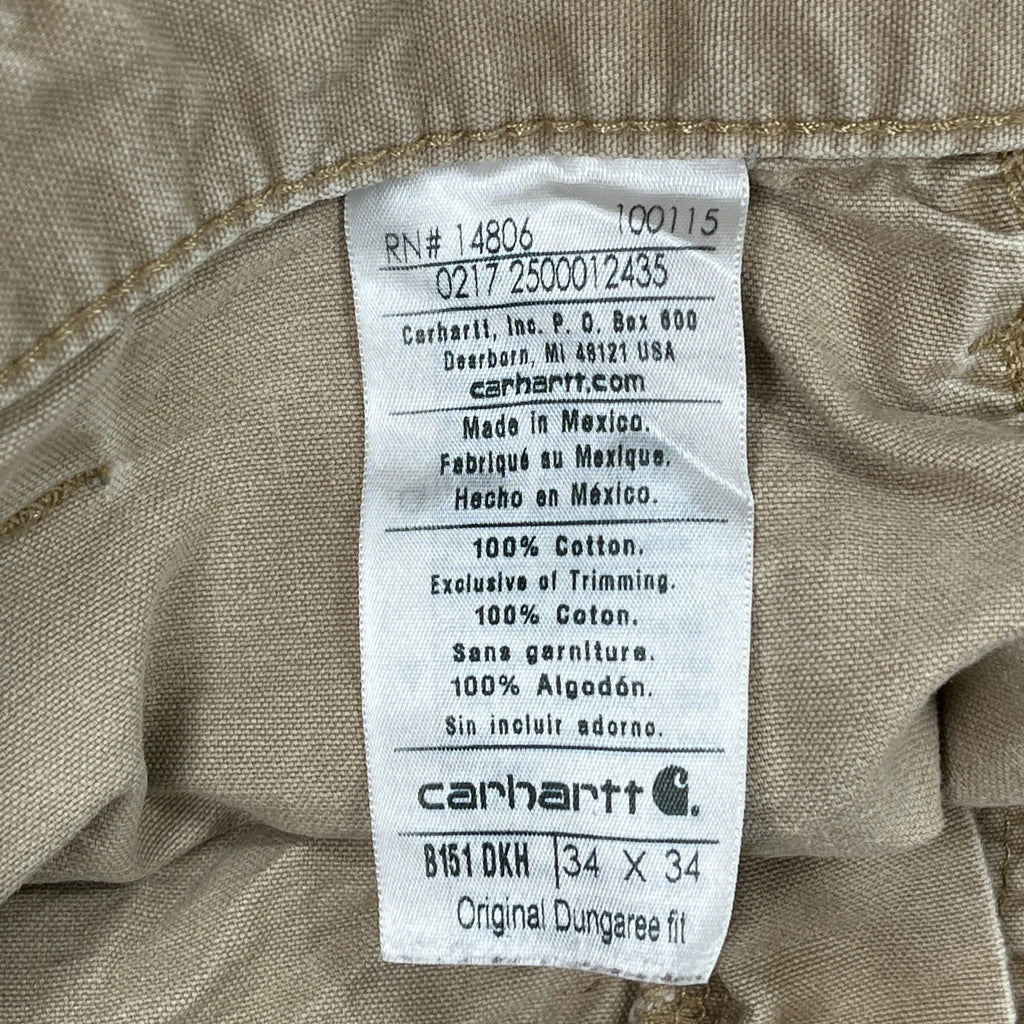 RN# 14806 100115
0217 2500012435
Carhartt, Inc. P. O. Box 600
Dearborn, MI 48121 USA
carhartt.com
Made in Mexico.
Fabriqué au Mexique.
Hecho en México.
100% Cotton.
Exclusive of Trimming.
100% Coton.
Sans garniture.
100% Algodón.
Sin incluir adorno.
carhartt
B151 DKH 34 X 34
Original Dungaree fit